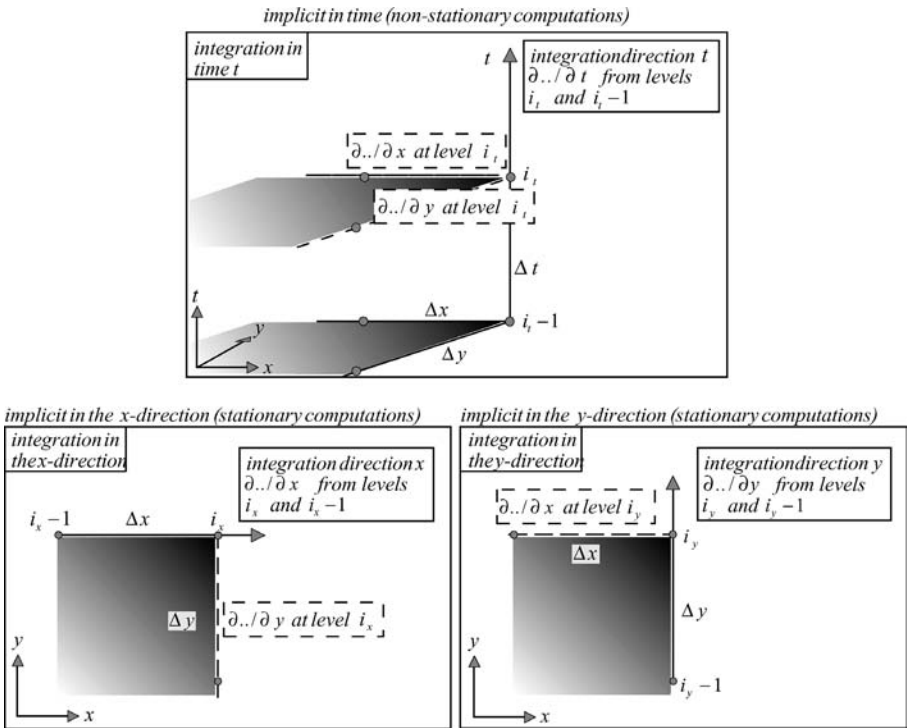 implicit in time (non-stationary computations)
integration in
time t
t
integrationdirection t
∂../∂ t from levels
i_t and i_t −1
∂../∂ x at level i_t
i_t
∂../∂ y at level i_t
Δ t
t
y
x
Δx
Δy
i_t −1
implicit in the x-direction (stationary computations)
integration in
thex-direction
integration direction x
∂../∂ x from levels
i_x and i_x −1
i_x −1
Δx
i_x
Δy
∂../∂ y at level i_x
y
x
implicit in the y-direction (stationary computations)
integration in
they-direction
integrationdirection y
∂../∂y from levels
i_y and i_y −1
∂../∂ x at level i_y
i_y
Δx
Δy
y
i_y −1
x